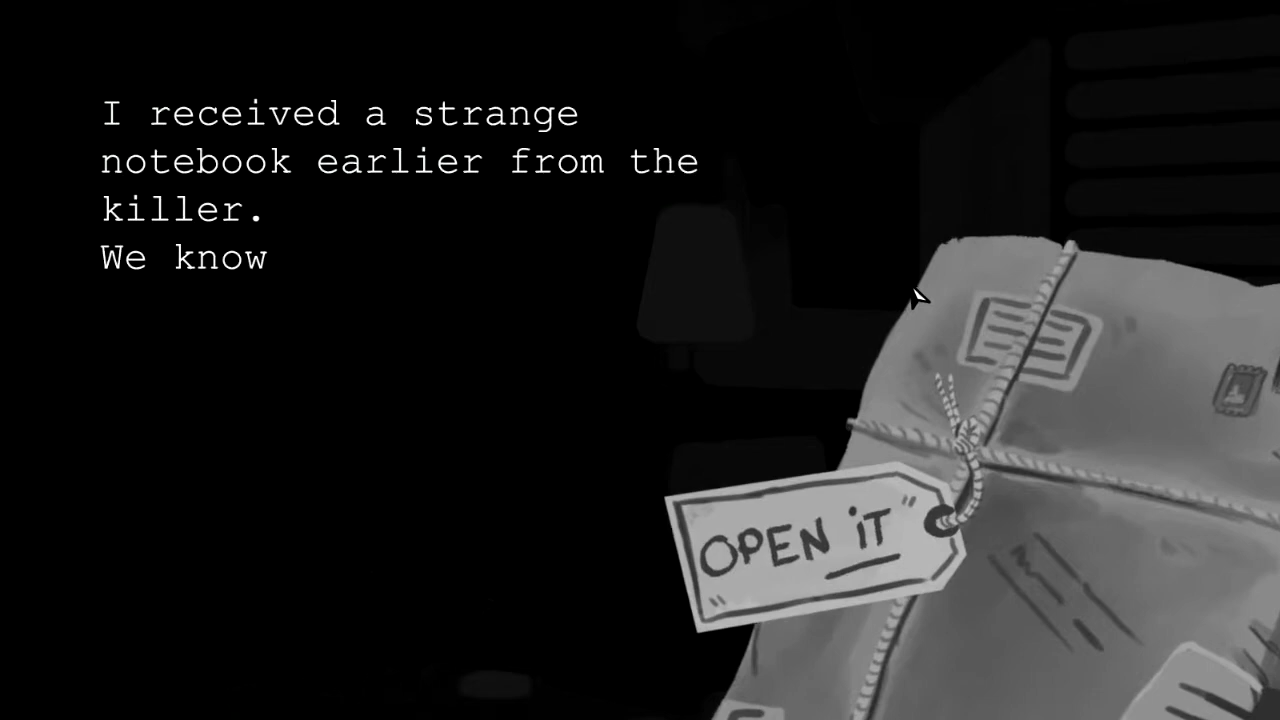 I received a strange
notebook earlier from the
killer.
We know
"OPEN iT"